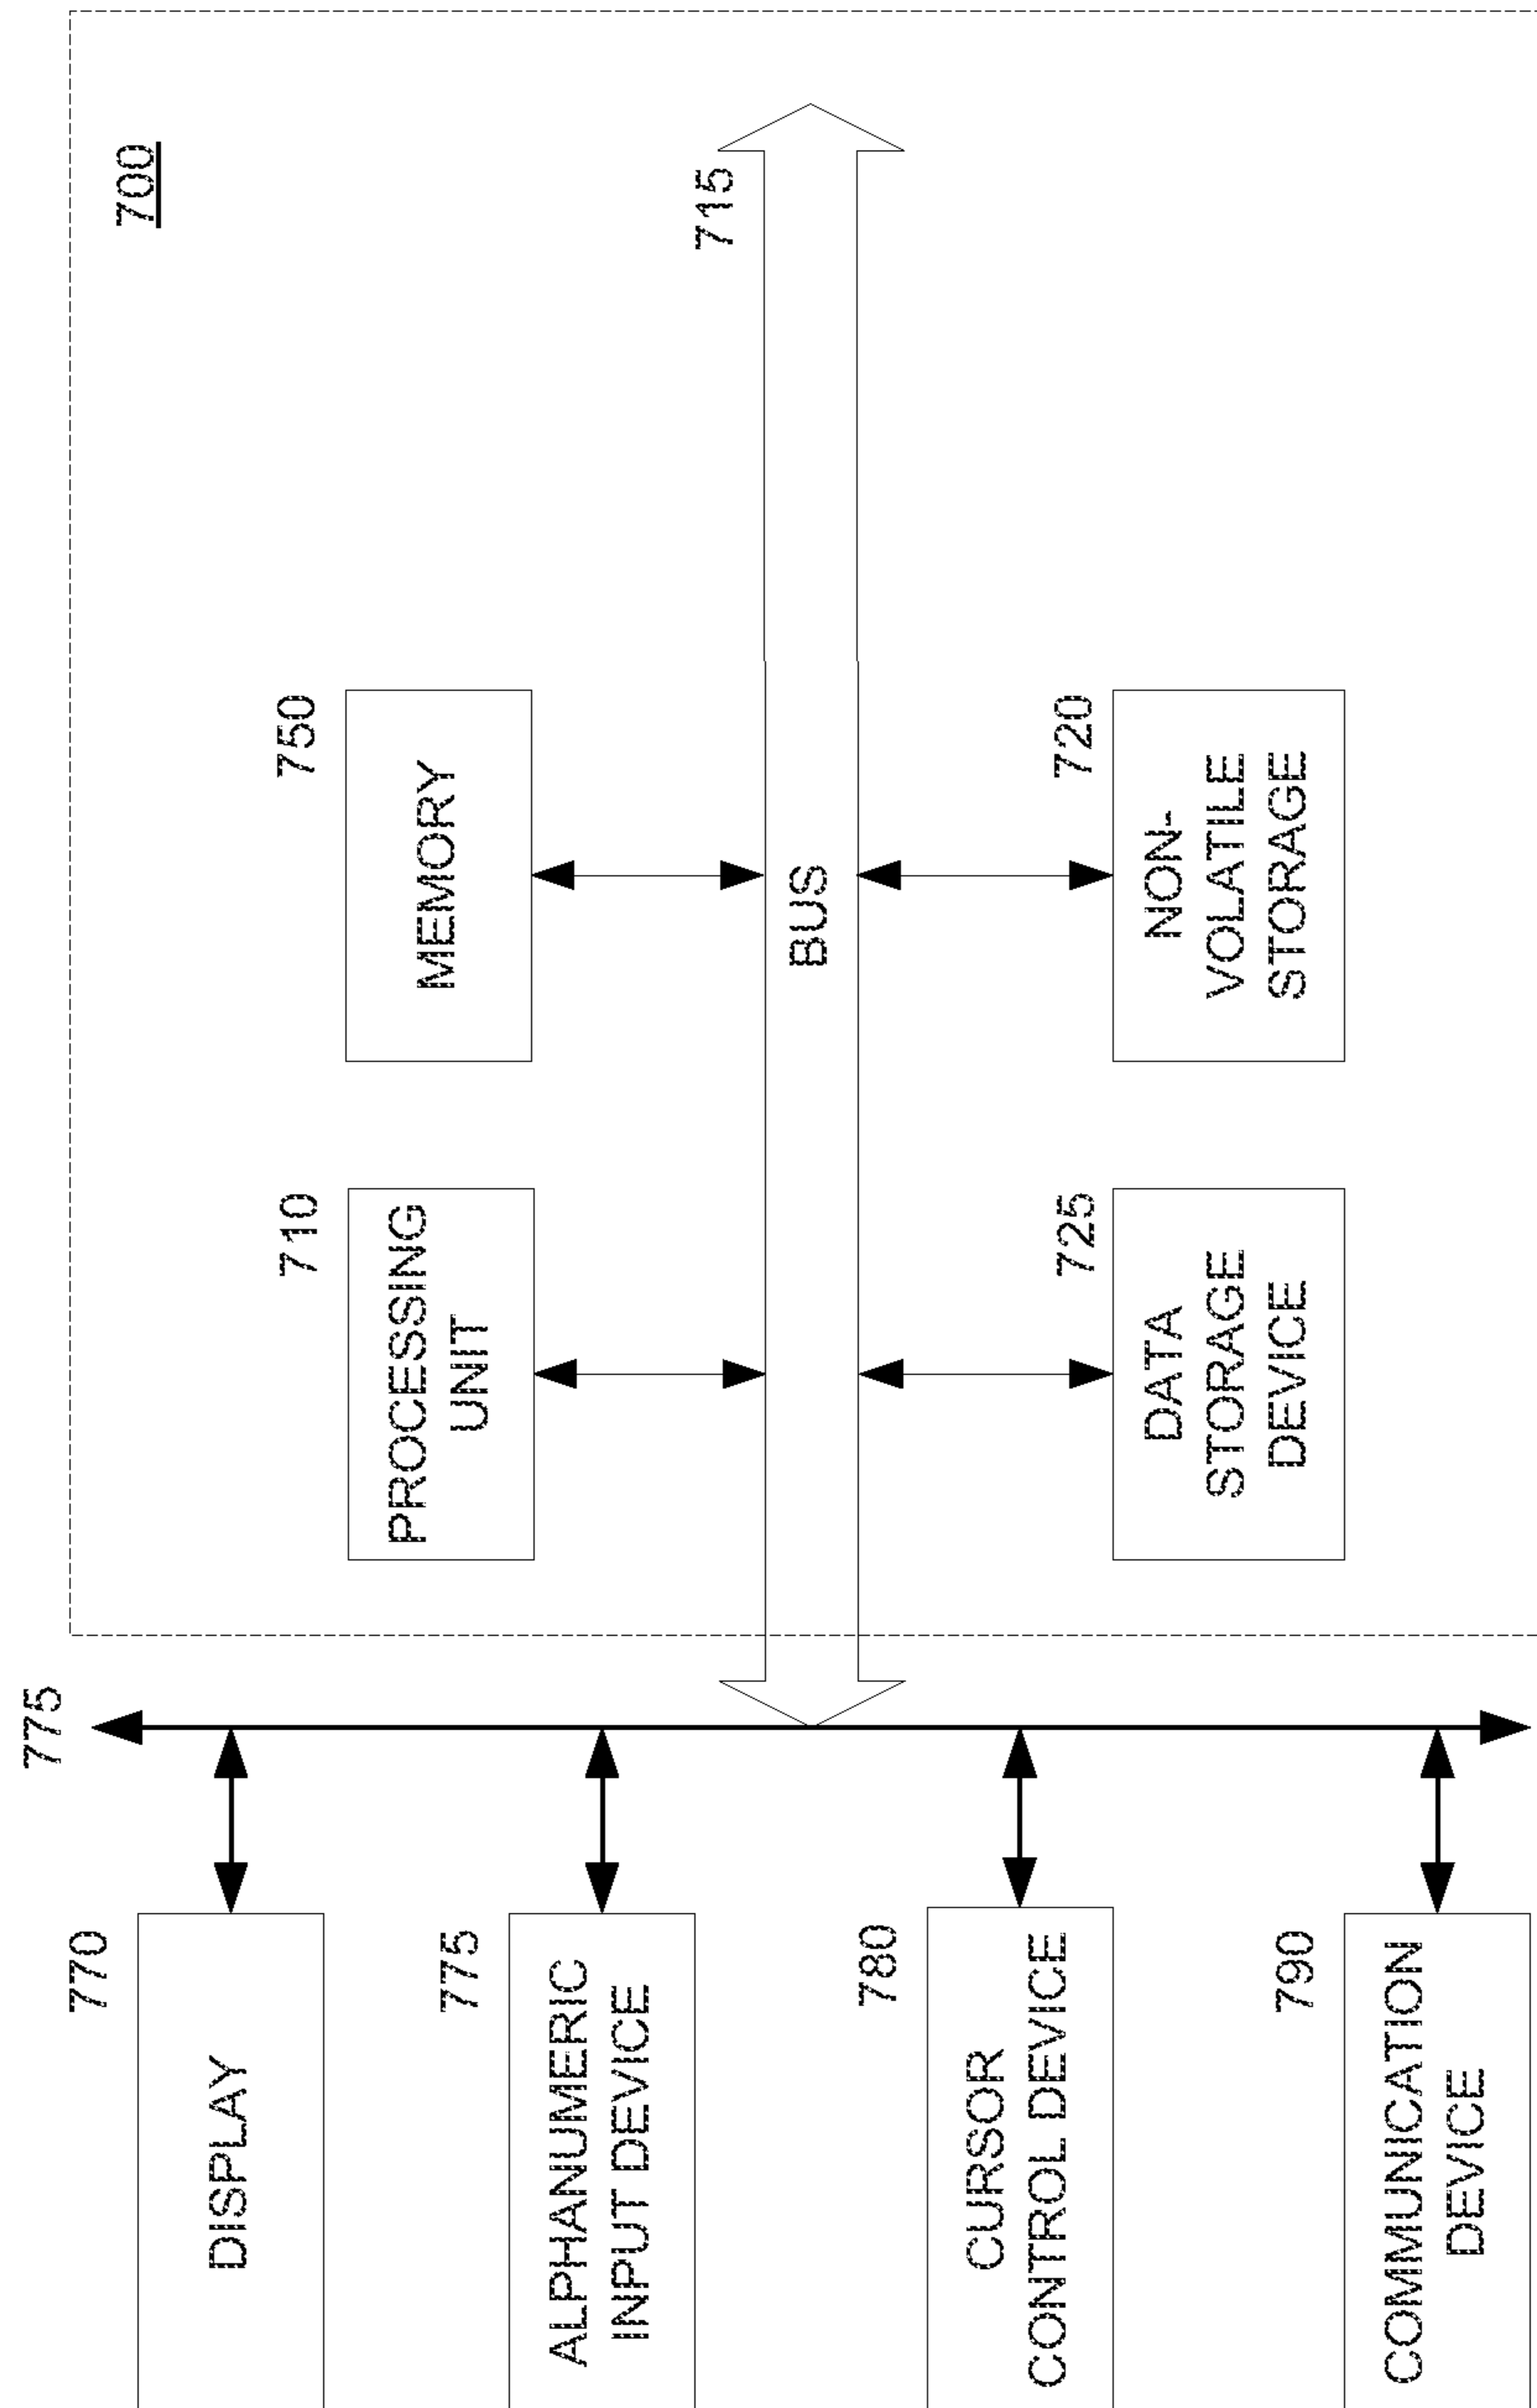 775
770
DISPLAY
775
ALPHANUMERIC
INPUT DEVICE
780
CURSOR
CONTROL DEVICE
790
COMMUNICATION
DEVICE
700
710
PROCESSING
UNIT
750
MEMORY
715
BUS
725
DATA
STORAGE
DEVICE
720
NON-
VOLATILE
STORAGE